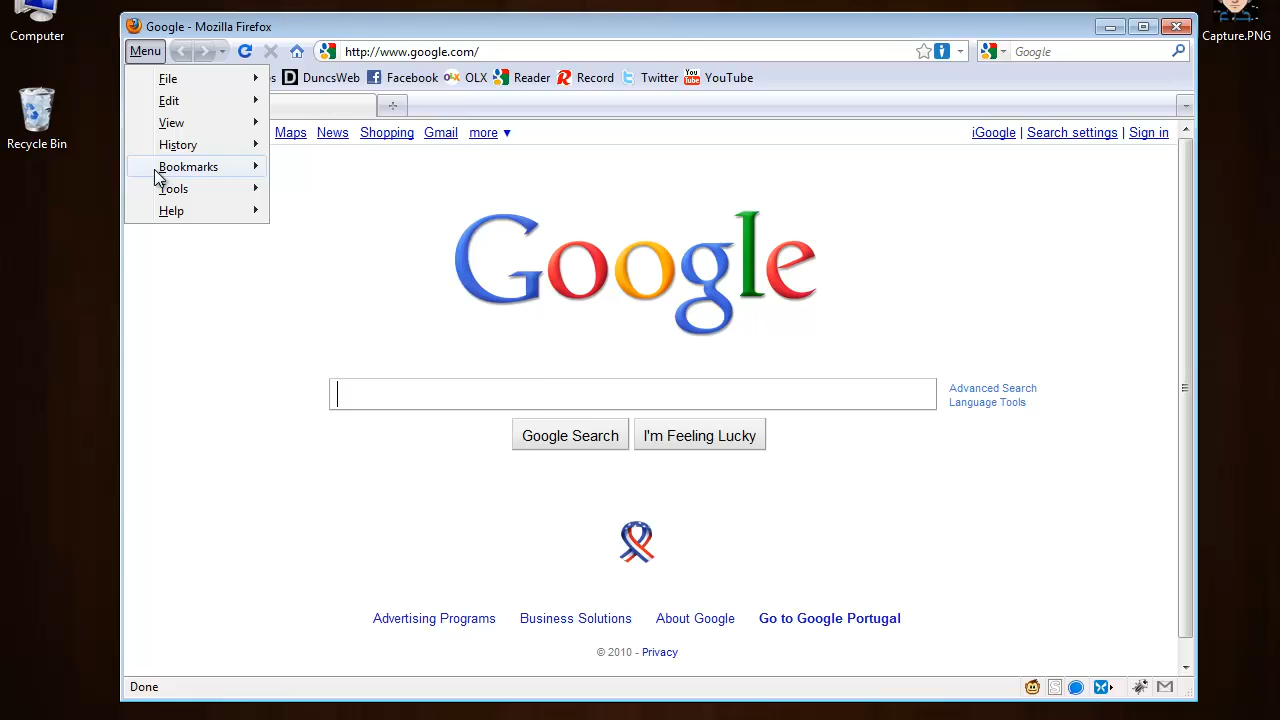 Computer
Recycle Bin
Capture.PNG
Google - Mozilla Firefox
Menu
http://www.google.com/
Google
DuncsWeb Facebook OLX Reader Record Twitter YouTube
File
Edit
View
History
Bookmarks
Tools
Help
Maps News Shopping Gmail more ▼
iGoogle | Search settings | Sign in
Google
Advanced Search
Language Tools
Google Search I'm Feeling Lucky
Advertising Programs Business Solutions About Google Go to Google Portugal
© 2010 - Privacy
Done